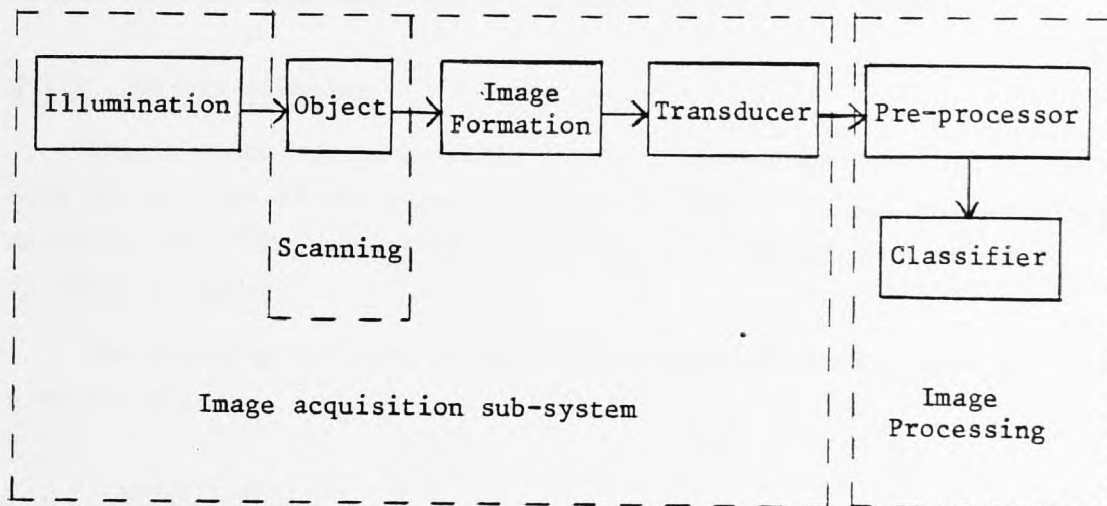 Illumination
Object
Image
Formation
Transducer
Pre-processor
Scanning
Classifier
Image acquisition sub-system
Image
Processing